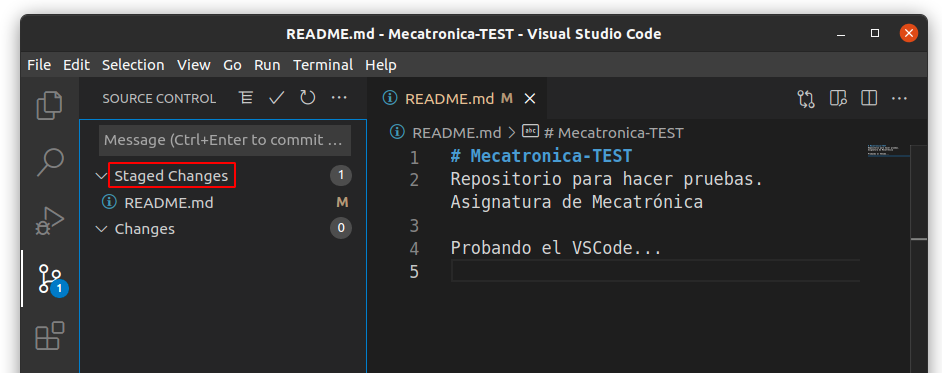 README.md - Mecatronica-TEST - Visual Studio Code
File Edit Selection View Go Run Terminal Help
SOURCE CONTROL
Message (Ctrl+Enter to commit ...
Staged Changes 1
README.md M
Changes 0
1
README.md M
README.md > # Mecatronica-TEST
1 # Mecatronica-TEST
2 Repositorio para hacer pruebas.
Asignatura de Mecatrónica
3
4 Probando el VSCode...
5